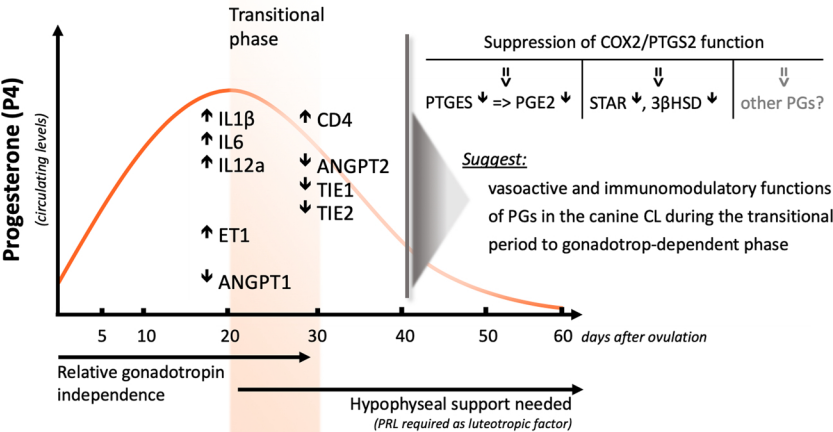 Transitional
phase
Suppression of COX2/PTGS2 function
PTGES ↓ => PGE2 ↓
STAR ↓, 3βHSD ↓
other PGs?
Progesterone (P4)
(circulating levels)
↑ IL1β
↑ IL6
↑ IL12a
↑ ET1
↓ ANGPT1
↑ CD4
↓ ANGPT2
↓ TIE1
↓ TIE2
Suggest:
vasoactive and immunomodulatory functions
of PGs in the canine CL during the transitional
period to gonadotrop-dependent phase
5 10 20 30 40 50 60 days after ovulation
Relative gonadotropin
independence
Hypophyseal support needed
(PRL required as luteotropic factor)